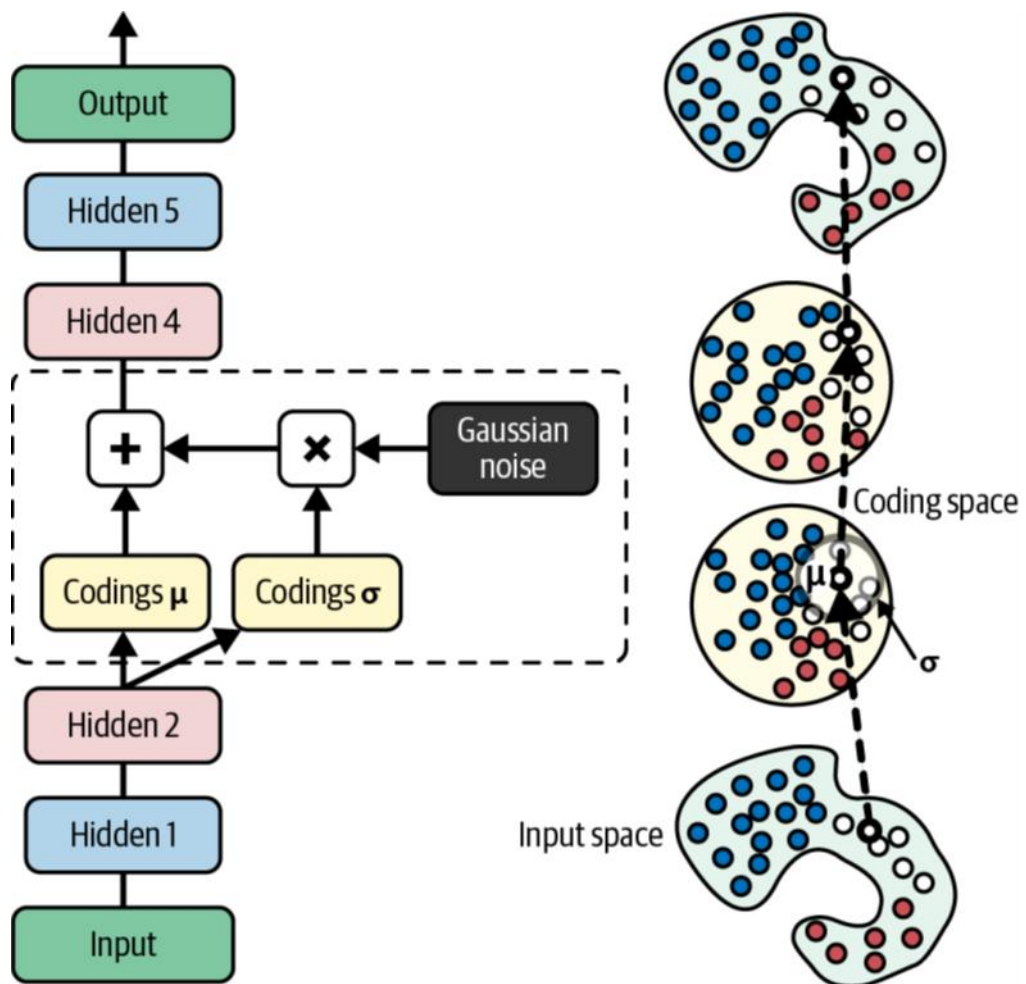 Output
Hidden 5
Hidden 4
+
×
Gaussian
noise
Codings μ
Codings σ
Hidden 2
Hidden 1
Input
Coding space
μ
σ
Input space